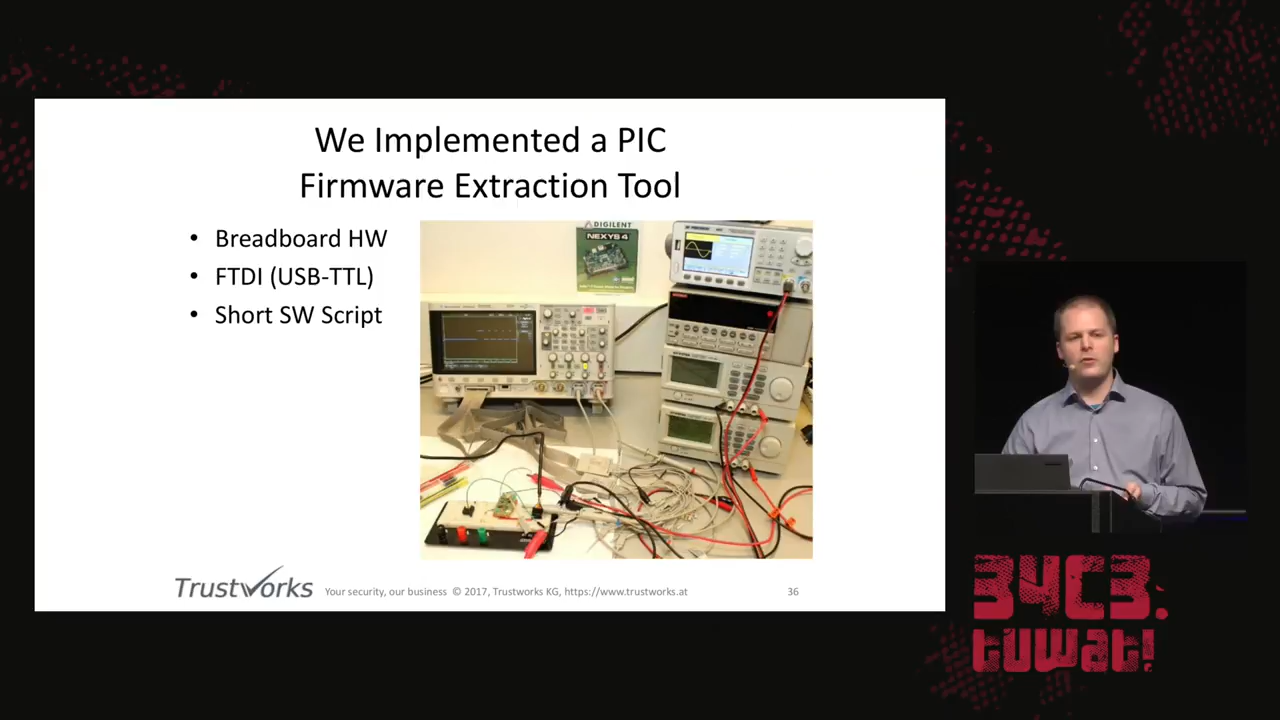 We Implemented a PIC
Firmware Extraction Tool
• Breadboard HW
• FTDI (USB-TTL)
• Short SW Script
DIGILENT
NEXYS 4
TrustWorks
Your security, our business © 2017, Trustworks KG, https://www.trustworks.at
36
34C3.
tuwat!